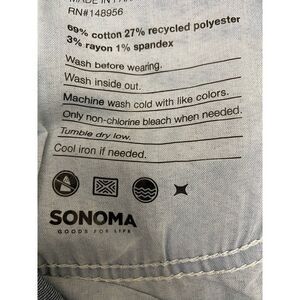 MADE IN
RN#148956
69% cotton 27% recycled polyester
3% rayon 1% spandex
Wash before wearing.
Wash inside out.
Machine wash cold with like colors.
Only non-chlorine bleach when needed.
Tumble dry low.
Cool iron if needed.
SONOMA
GOODS FOR LIFE